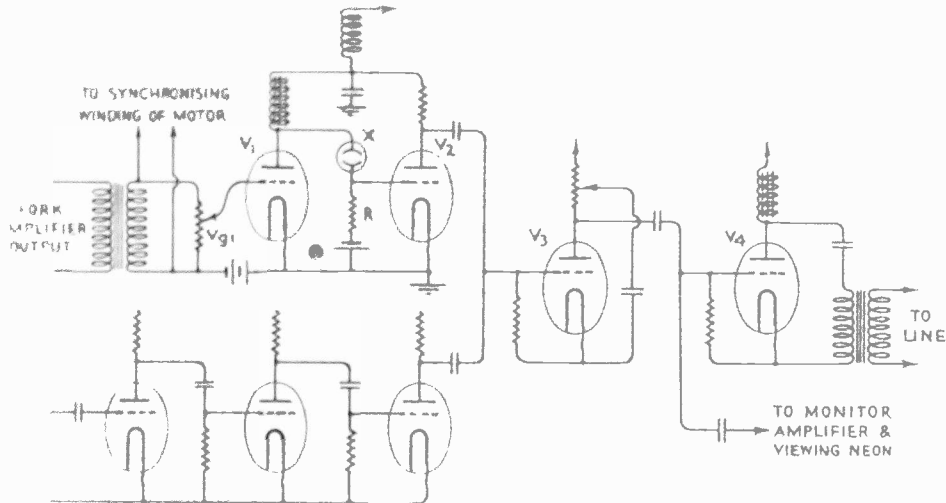 TO SYNCHRONISING
WINDING OF MOTOR
V1
X
V2
FORK
AMPLIFIER
OUTPUT
Vg1
R
V3
V4
TO
LINE
TO MONITOR
AMPLIFIER &
VIEWING NEON